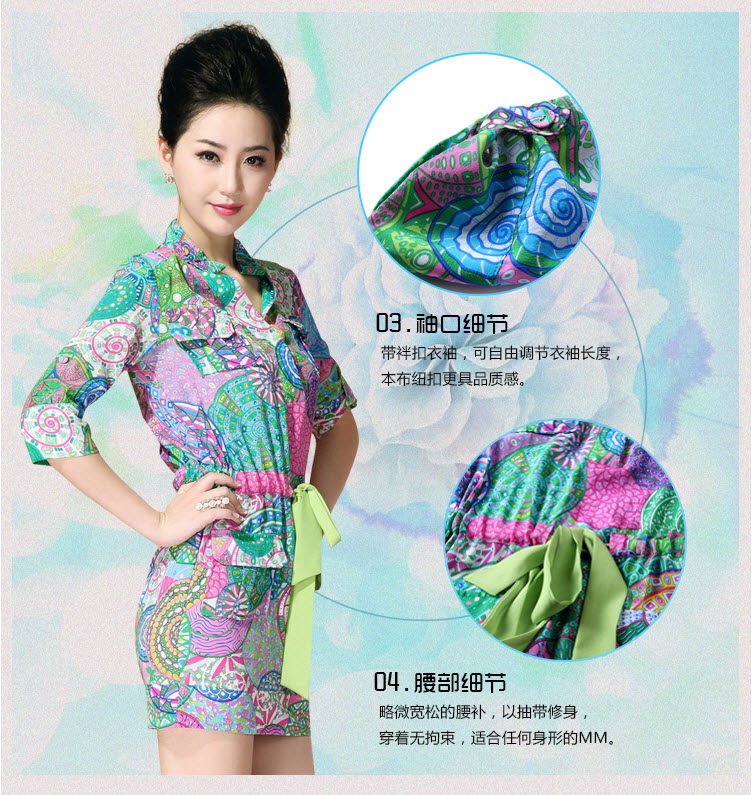 03.袖口细节
带袢扣衣袖，可自由调节衣袖长度，
本布纽扣更具品质感。
04.腰部细节
略微宽松的腰补，以抽带修身，
穿着无拘束，适合任何身形的MM。